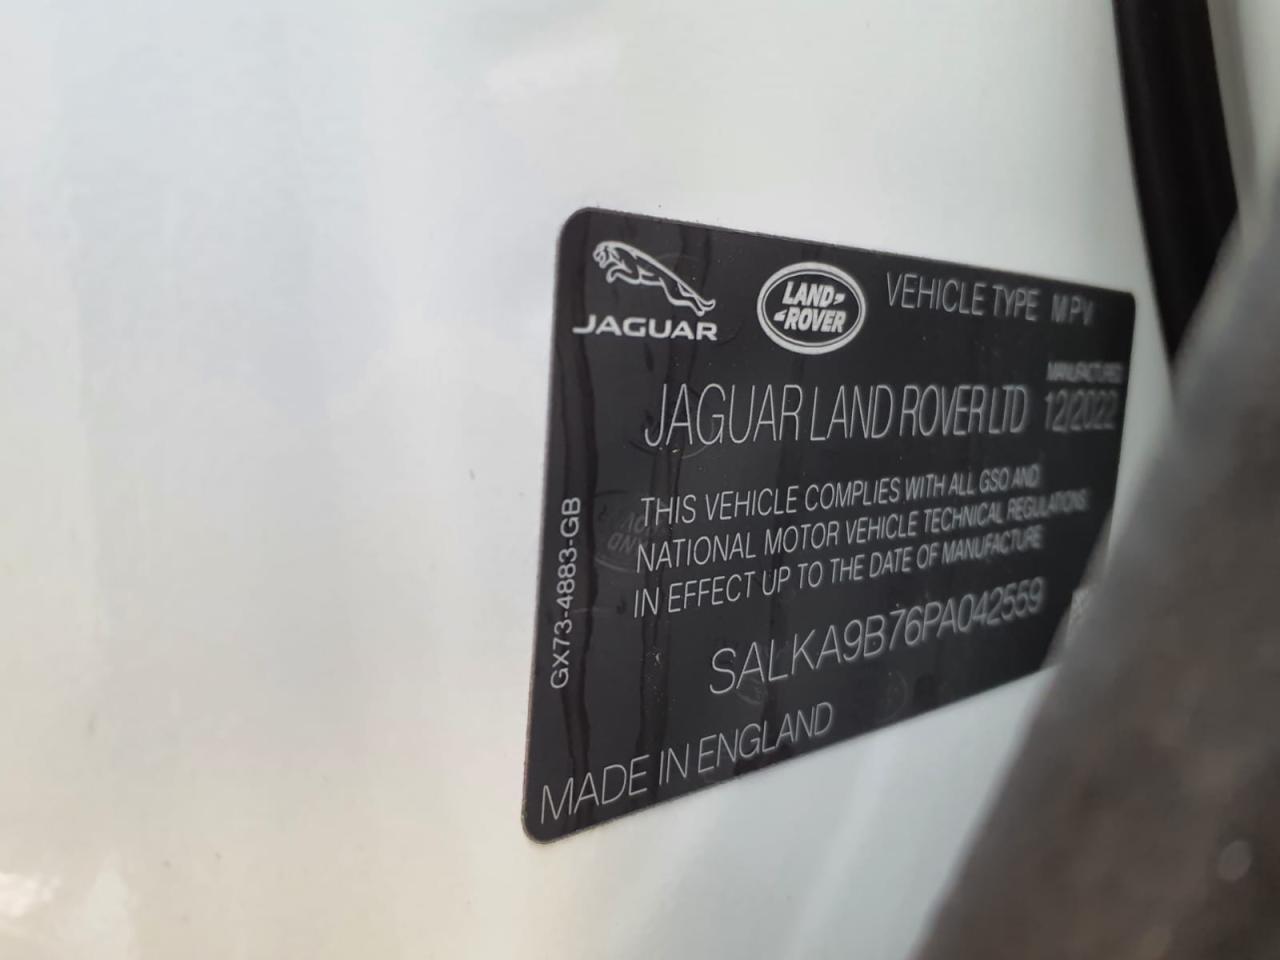 JAGUAR
LAND-
-ROVER
VEHICLE TYPE MPV
MANUFACTURED
JAGUAR LAND ROVER LTD 12/2022
THIS VEHICLE COMPLIES WITH ALL GSO AND
NATIONAL MOTOR VEHICLE TECHNICAL REGULATIONS
IN EFFECT UP TO THE DATE OF MANUFACTURE
SALKA9B76PA042559
MADE IN ENGLAND
GX73-4883-GB